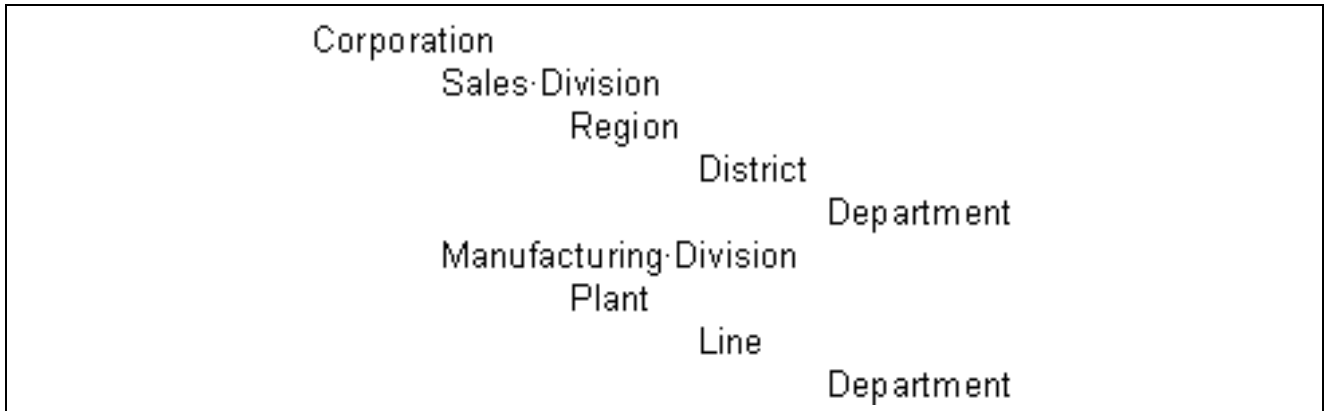 Corporation
Sales·Division
Region
District
Department
Manufacturing·Division
Plant
Line
Department